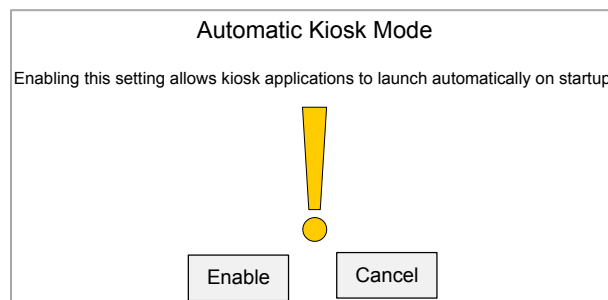 Automatic Kiosk Mode
Enabling this setting allows kiosk applications to launch automatically on startup
Enable
Cancel